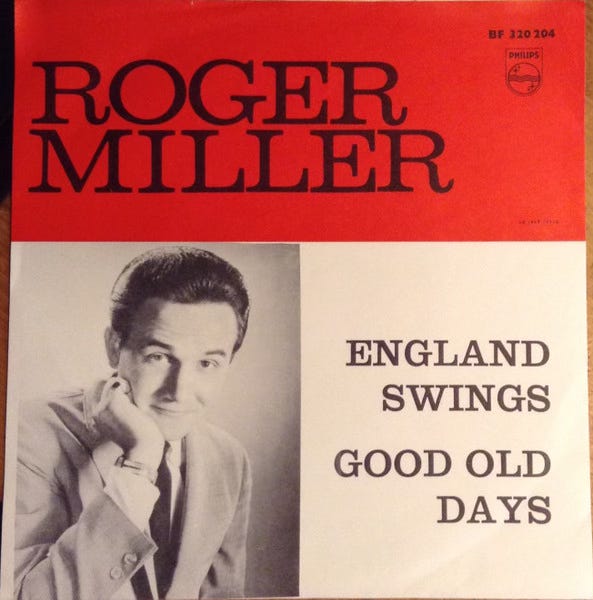 BF 320 204
PHILIPS
ROGER
MILLER
ENGLAND
SWINGS
GOOD OLD
DAYS